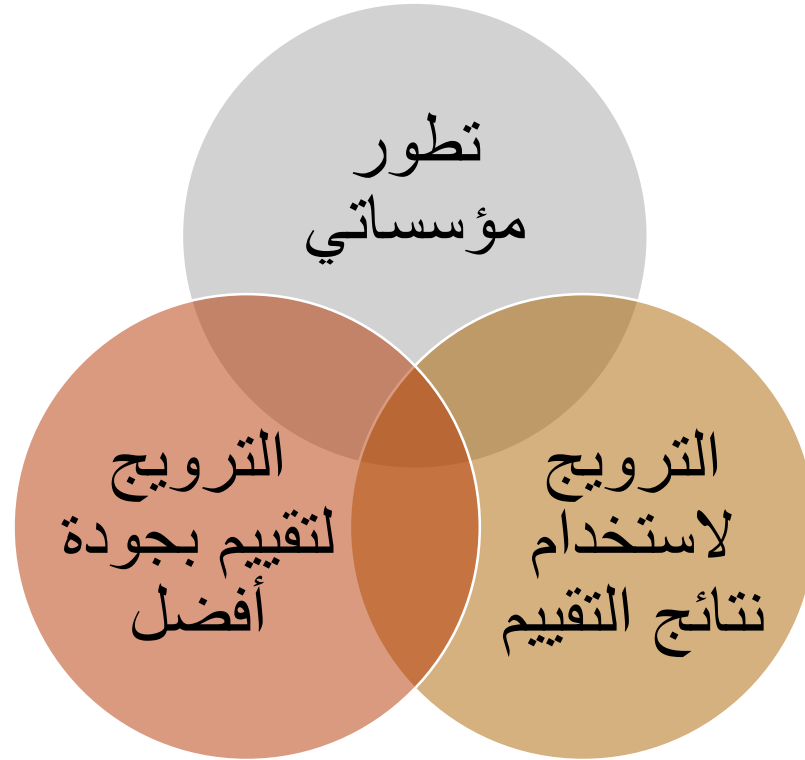 تطور
مؤسساتي
الترويج
لاستخدام
نتائج التقييم
الترويج
لتقييم بجودة
أفضل